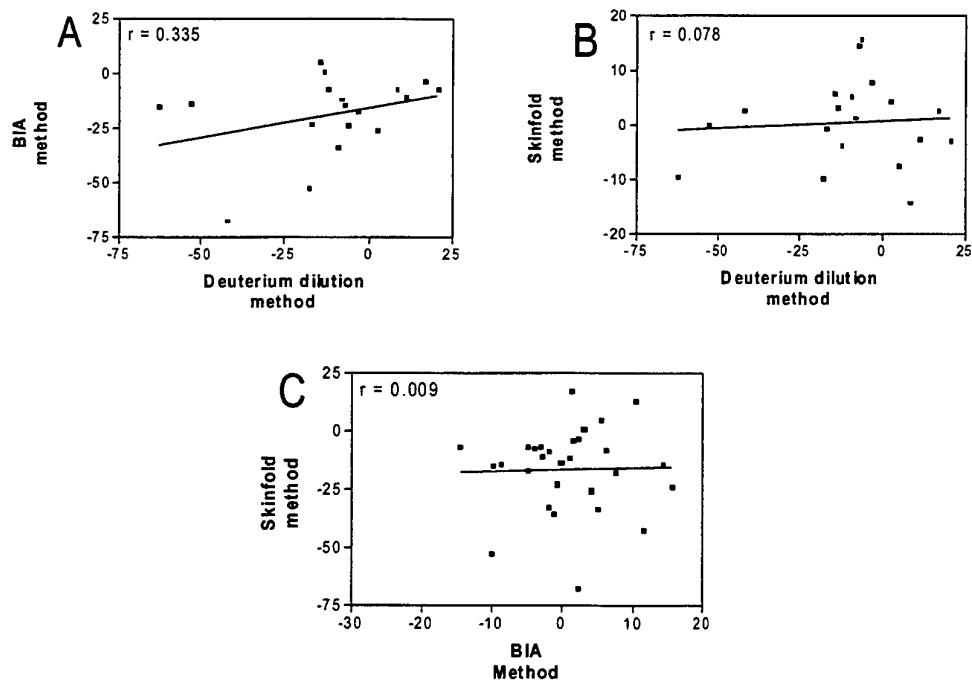 A
r = 0.335
25
0
-25
-50
-75
BIA
method
-75
-50
-25
0
25
Deuterium dilution
method
B
r = 0.078
20
10
0
-10
-20
Skinfold
method
-75
-50
-25
0
25
Deuterium dilution
method
C
r = 0.009
25
0
-25
-50
-75
Skinfold
method
-30
-20
-10
0
10
20
BIA
Method